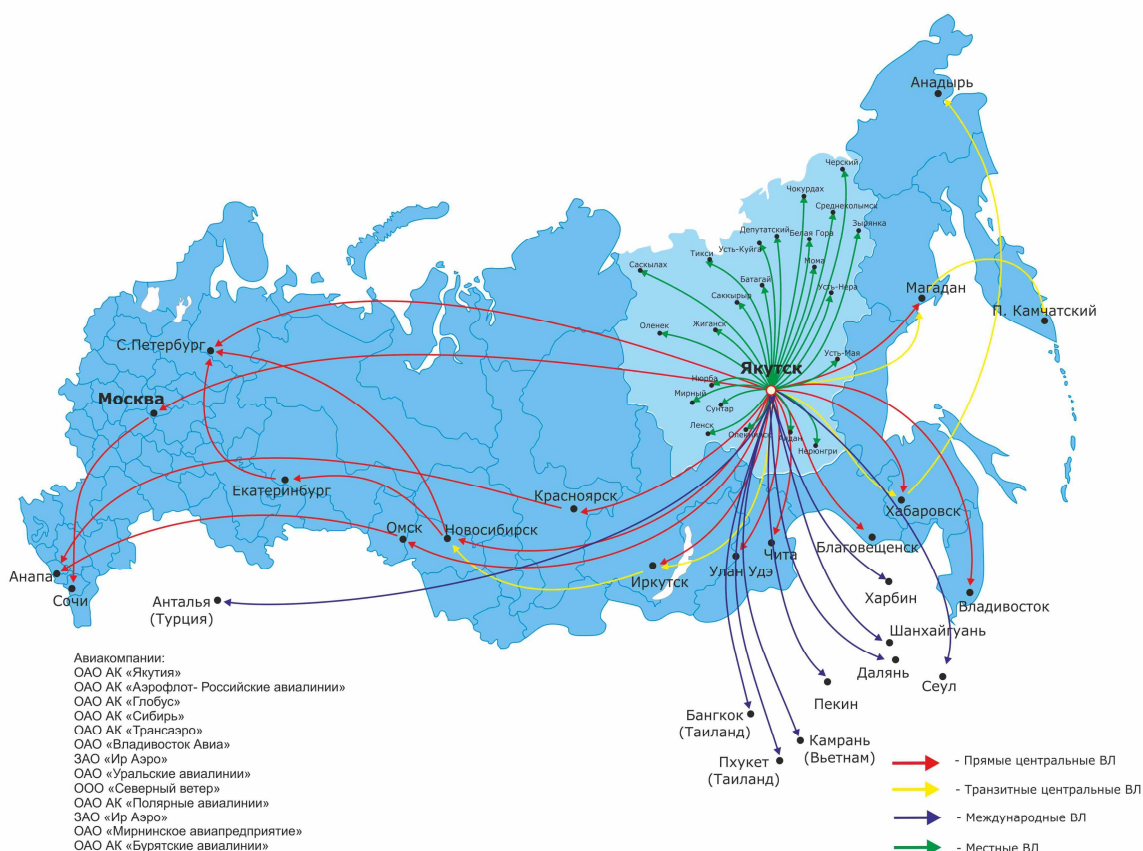 Анадырь
Черский
Чокурдах
Среднеколымск
Зырянка
Депутатский
Белая Гора
Усть-Куйга
Тикси
Саскылах
Мома
Батагай
Усть-Нера
Саккырыр
Магадан
П. Камчатский
Оленек
Жиганск
С.Петербург
Усть-Мая
Якутск
Нюрба
Мирный
Москва
Сунтар
Ленск
Олекминск
Алдан
Нерюнгри
Екатеринбург
Красноярск
Хабаровск
Омск
Новосибирск
Благовещенск
Чита
Улан Удэ
Иркутск
Анапа
Сочи
Анталья
(Турция)
Харбин
Владивосток
Шанхайгуань
Далянь
Сеул
Пекин
Бангкок
(Таиланд)
Камрань
(Вьетнам)
Пхукет
(Таиланд)
Авиакомпании:
ОАО АК «Якутия»
ОАО АК «Аэрофлот- Российские авиалинии»
ОАО АК «Глобус»
ОАО АК «Сибирь»
ОАО АК «Трансаэро»
ОАО «Владивосток Авиа»
ЗАО «Ир Аэро»
ОАО «Уральские авиалинии»
ООО «Северный ветер»
ОАО АК «Полярные авиалинии»
ЗАО «Ир Аэро»
ОАО «Мирнинское авиапредприятие»
ОАО АК «Бурятские авиалинии»
- Прямые центральные ВЛ
- Транзитные центральные ВЛ
- Международные ВЛ
- Местные ВЛ